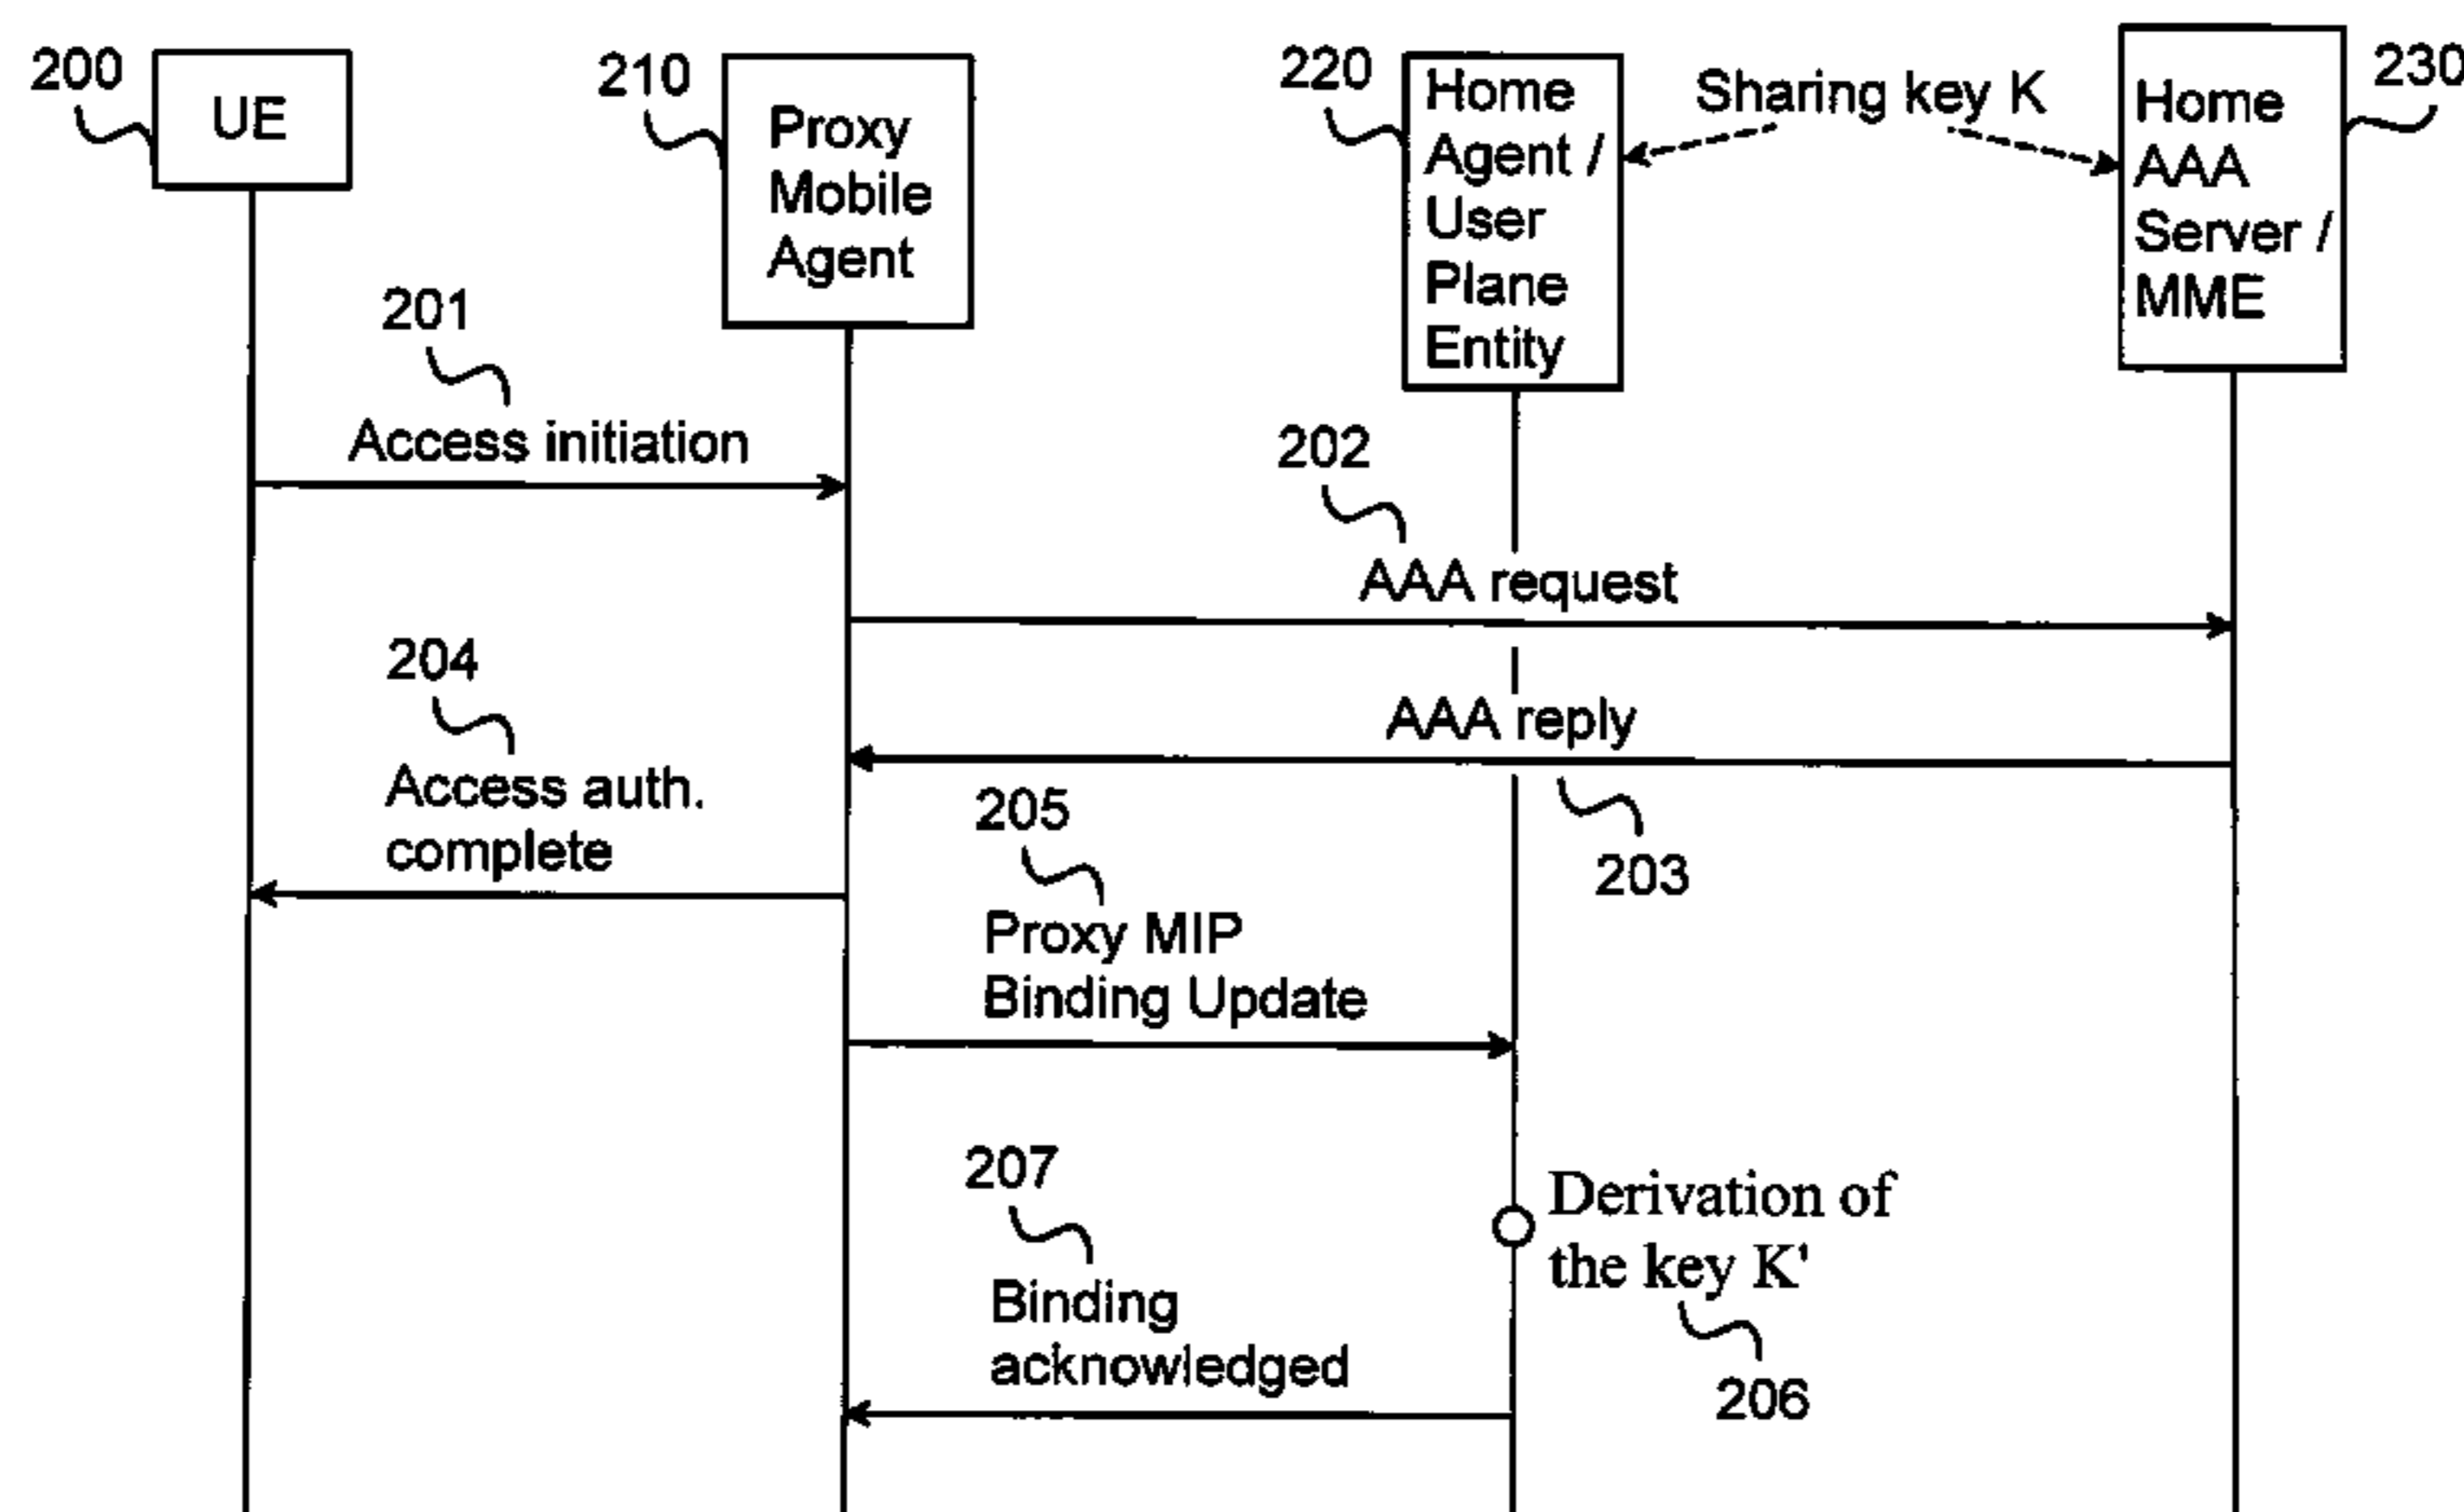 200
UE
210
Proxy
Mobile
Agent
220
Home
Agent /
User
Plane
Entity
Sharing key K
Home
AAA
Server /
MME
230
201
Access initiation
202
AAA request
AAA reply
203
204
Access auth.
complete
205
Proxy MIP
Binding Update
Derivation of
the key K'
206
207
Binding
acknowledged